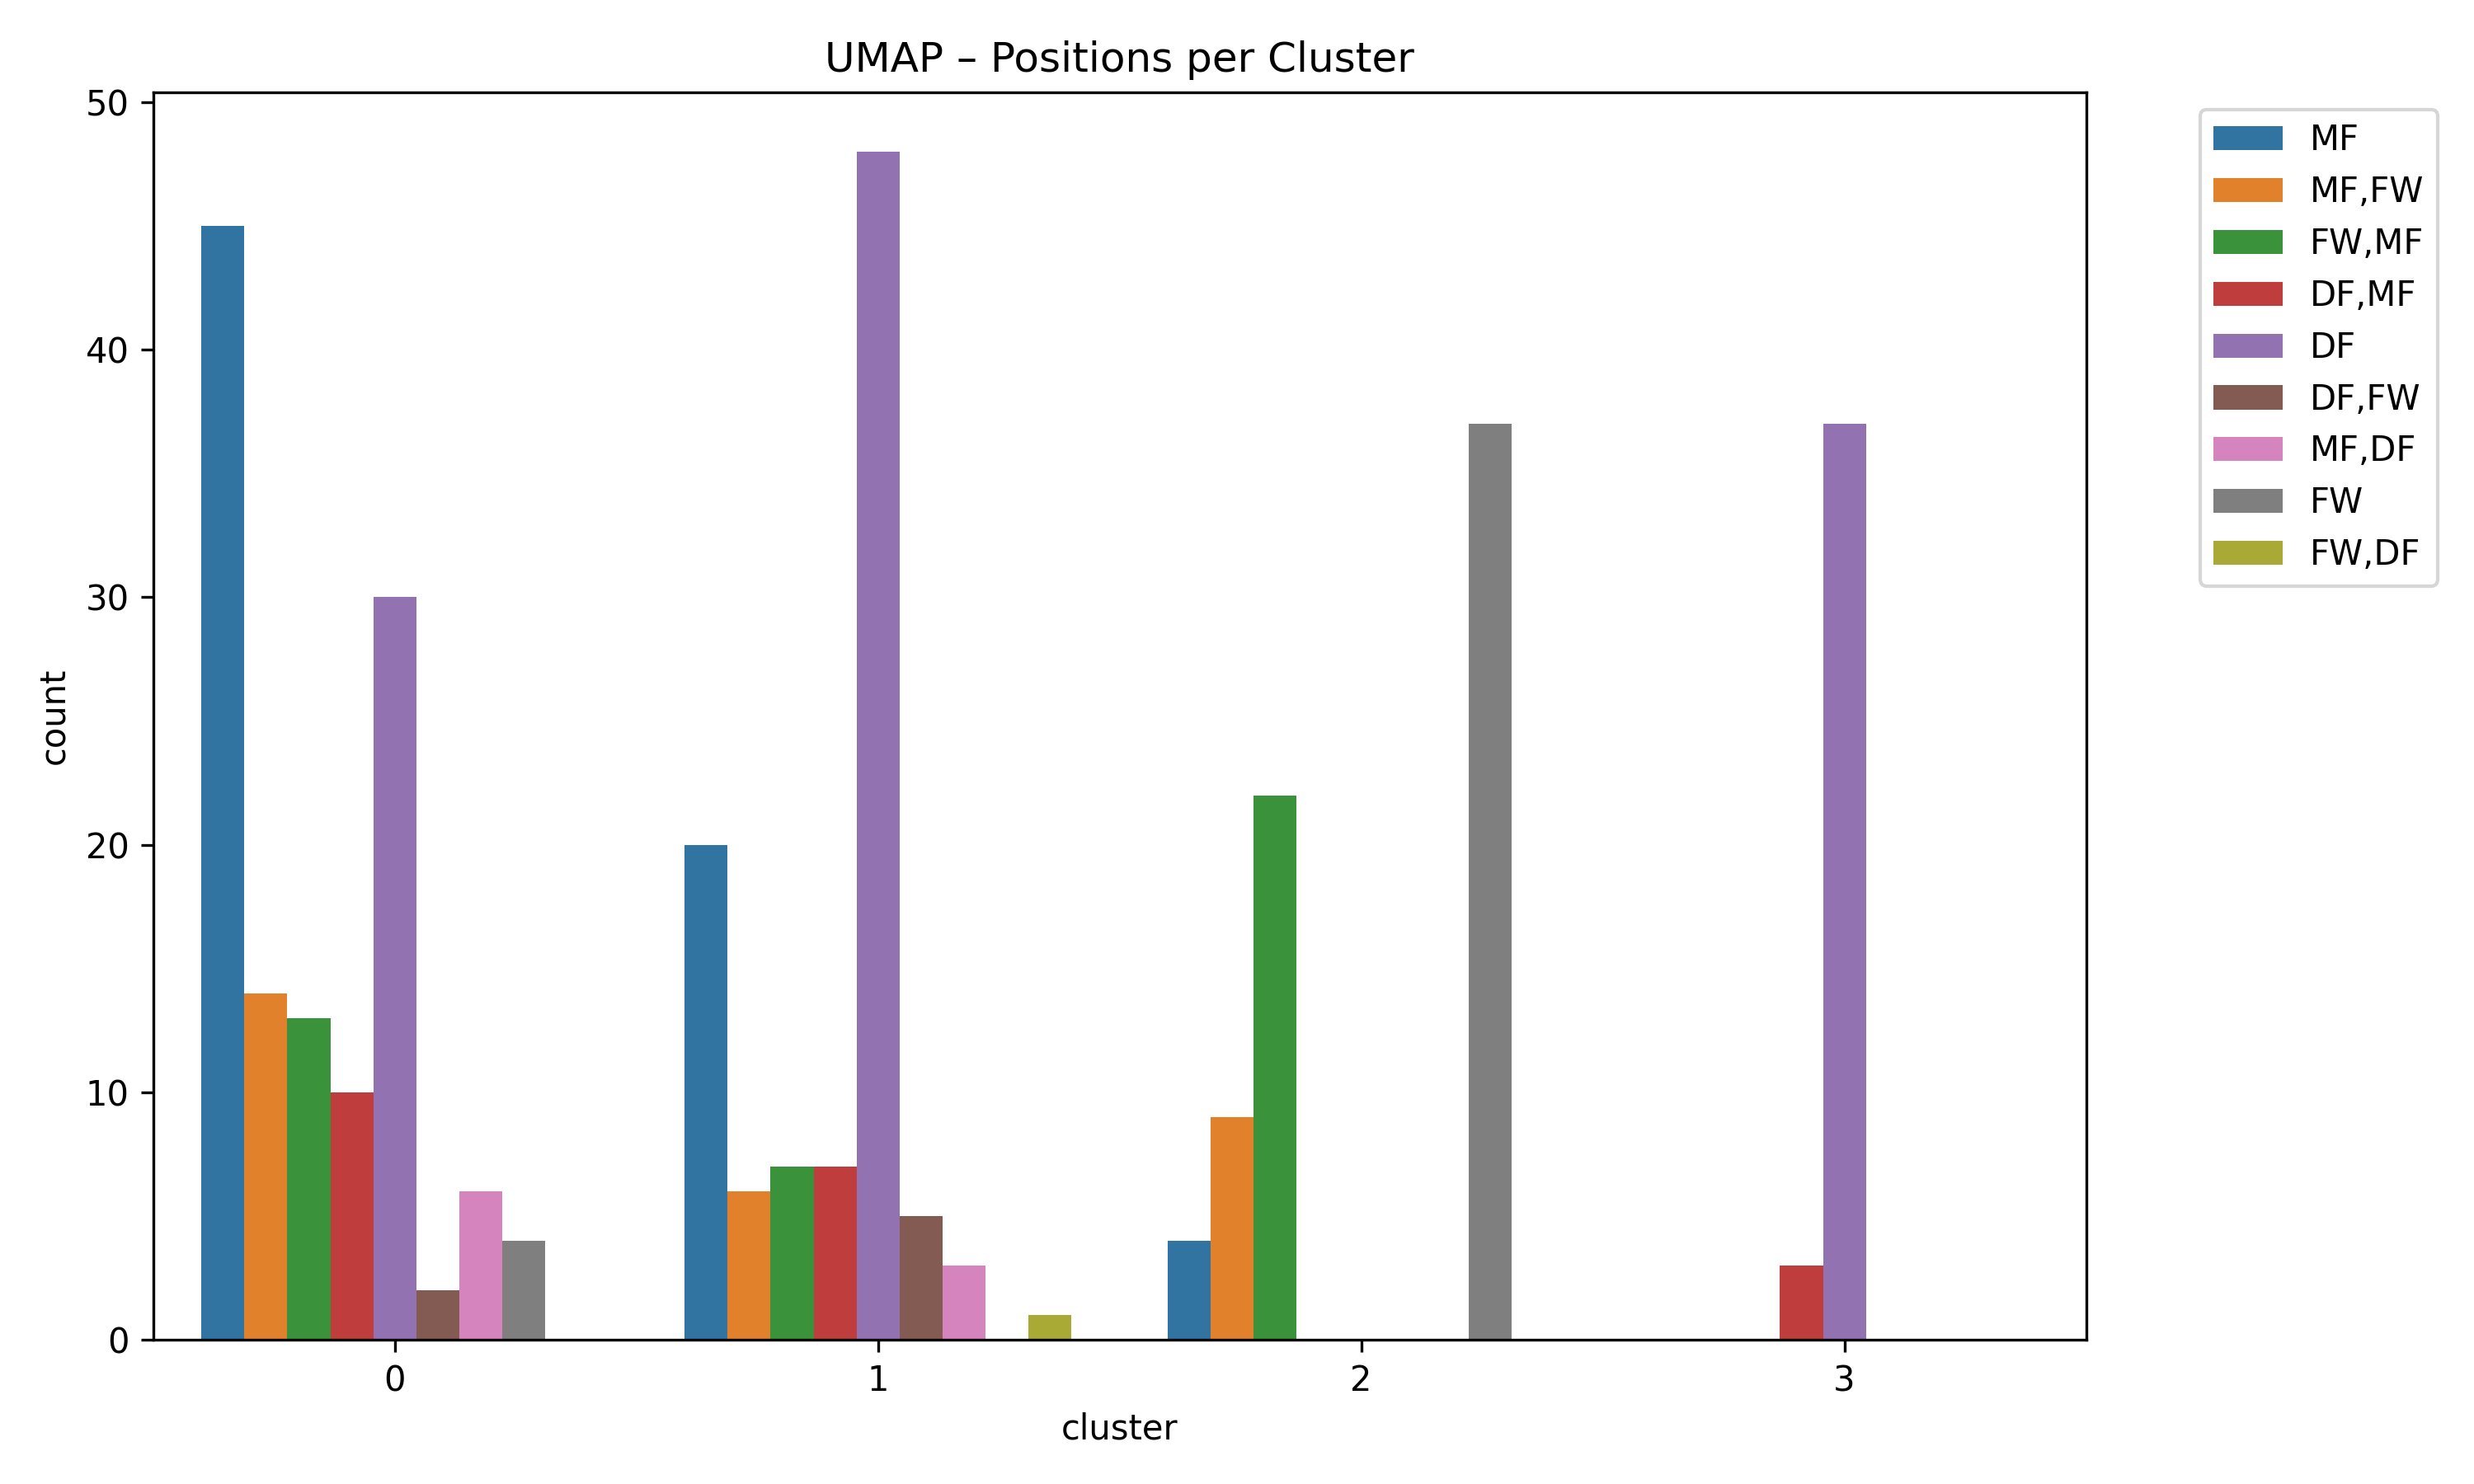 UMAP – Positions per Cluster
50
40
30
20
10
0
count
0 1 2 3
cluster
MF
MF,FW
FW,MF
DF,MF
DF
DF,FW
MF,DF
FW
FW,DF